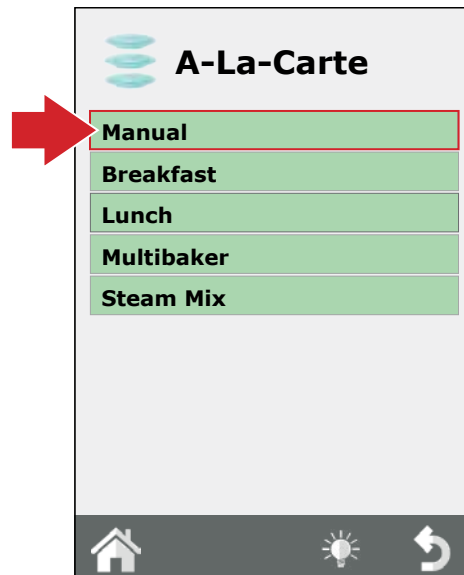 A-La-Carte
Manual
Breakfast
Lunch
Multibaker
Steam Mix